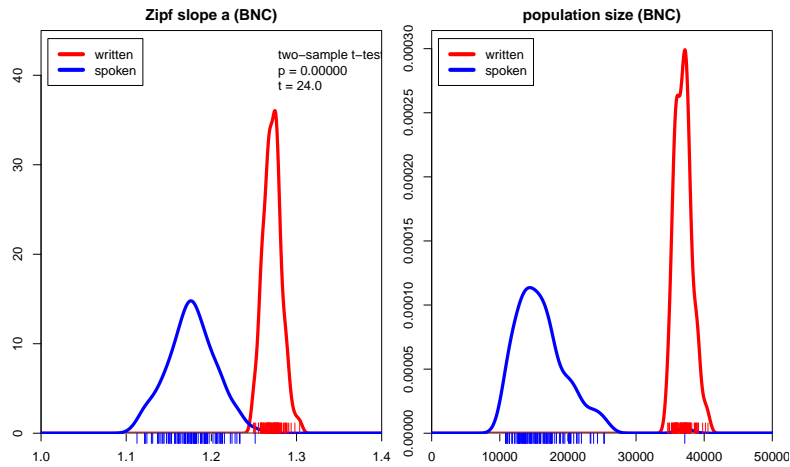 Zipf slope a (BNC)
written
spoken
two−sample t−test
p = 0.00000
t = 24.0
0 10 20 30 40
1.0 1.1 1.2 1.3 1.4
population size (BNC)
written
spoken
0.00000 0.00005 0.00010 0.00015 0.00020 0.00025 0.00030
0 10000 20000 30000 40000 50000